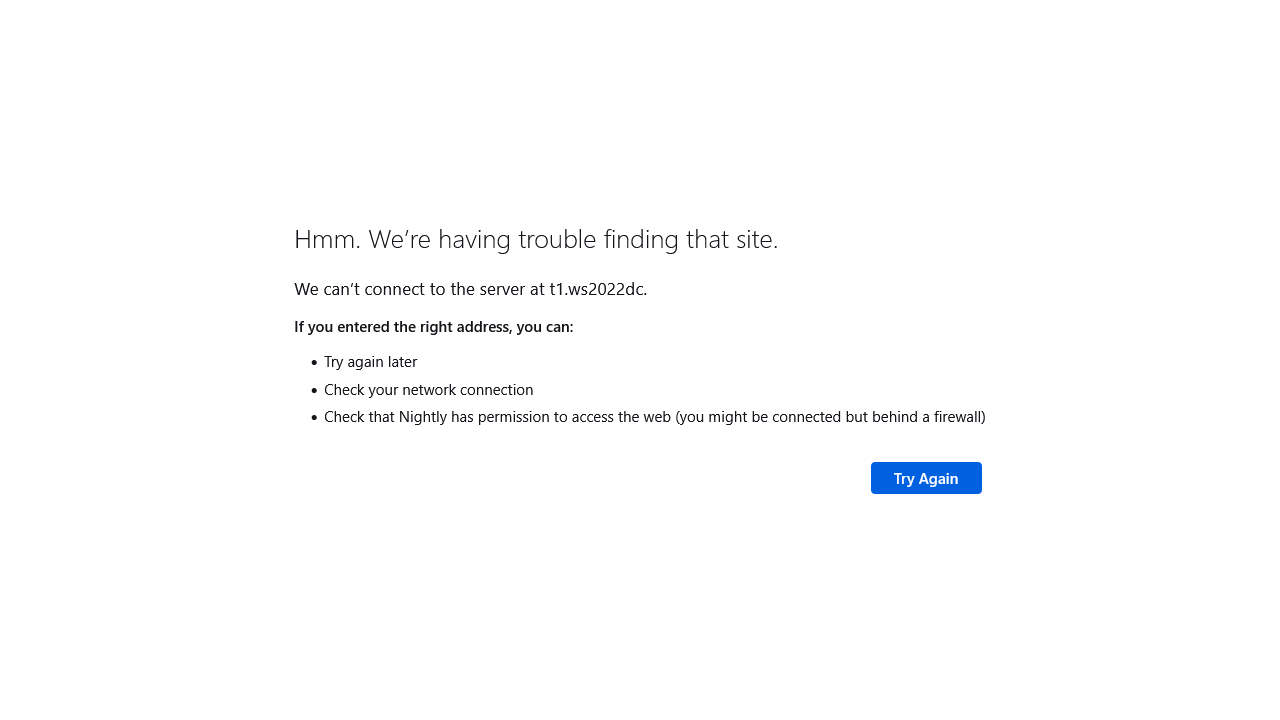 Hmm. We’re having trouble finding that site.
We can’t connect to the server at t1.ws2022dc.
If you entered the right address, you can:
• Try again later
• Check your network connection
• Check that Nightly has permission to access the web (you might be connected but behind a firewall)
Try Again